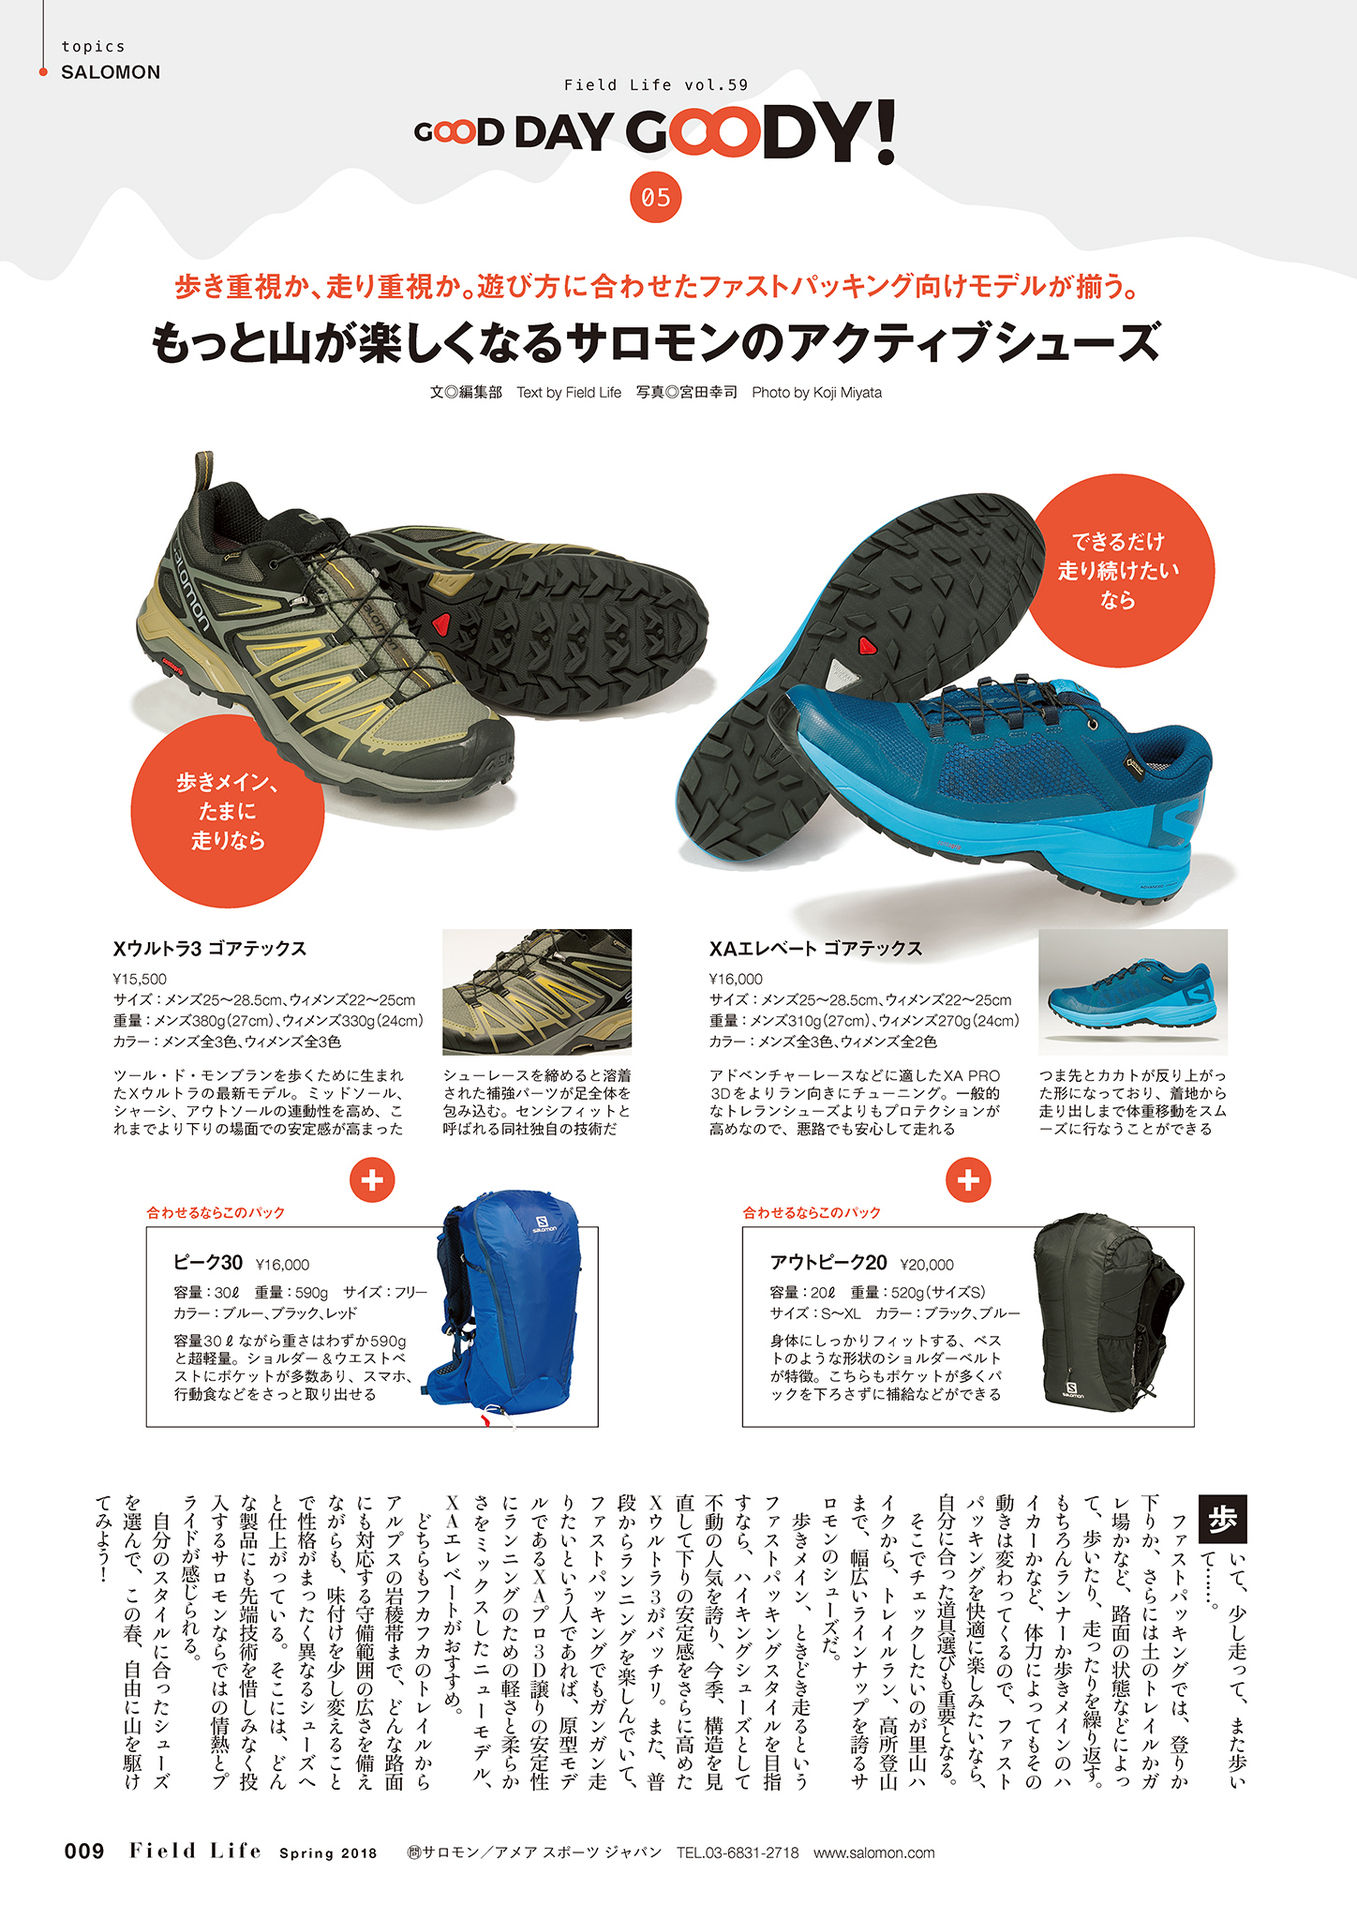 topics
SALOMON
Field Life vol.59
GOOD DAY GOODY!
05
歩き重視か、走り重視か。遊び方に合わせたファストパッキング向けモデルが揃う。
もっと山が楽しくなるサロモンのアクティブシューズ
文◎編集部　Text by Field Life　写真◎宮田幸司　Photo by Koji Miyata
できるだけ
走り続けたい
なら
歩きメイン、
たまに
走りなら
Xウルトラ3 ゴアテックス
¥15,500
サイズ：メンズ25〜28.5cm、ウィメンズ22〜25cm
重量：メンズ380g（27cm）、ウィメンズ330g（24cm）
カラー：メンズ全3色、ウィメンズ全3色
ツール・ド・モンブランを歩くために生まれ
たXウルトラの最新モデル。ミッドソール、
シャーシ、アウトソールの連動性を高め、こ
れまでより下りの場面での安定感が高まった
シューレースを締めると溶着
された補強パーツが足全体を
包み込む。センシフィットと
呼ばれる同社独自の技術だ
XAエレベート ゴアテックス
¥16,000
サイズ：メンズ25〜28.5cm、ウィメンズ22〜25cm
重量：メンズ310g（27cm）、ウィメンズ270g（24cm）
カラー：メンズ全3色、ウィメンズ全2色
アドベンチャーレースなどに適したXA PRO
3Dをよりラン向きにチューニング。一般的
なトレランシューズよりもプロテクションが
高めなので、悪路でも安心して走れる
つま先とカカトが反り上がっ
た形になっており、着地から
走り出しまで体重移動をスム
ーズに行なうことができる
合わせるならこのパック
ピーク30　¥16,000
容量：30ℓ　重量：590g　サイズ：フリー
カラー：ブルー、ブラック、レッド
容量30ℓながら重さはわずか590g
と超軽量。ショルダー＆ウエストベ
ストにポケットが多数あり、スマホ、
行動食などをさっと取り出せる
salomon
合わせるならこのパック
アウトピーク20　¥20,000
容量：20ℓ　重量：520g（サイズS）
サイズ：S〜XL　カラー：ブラック、ブルー
身体にしっかりフィットする、ベス
トのような形状のショルダーベルト
が特徴。こちらもポケットが多くパ
ックを下ろさずに補給などができる
salomon
歩いて、少し走って、また歩い
て……。
ファストパッキングでは、登りか
下りか、さらには土のトレイルかガ
レ場かなど、路面の状態などによっ
て、歩いたり、走ったりを繰り返す。
もちろんランナーか歩きメインのハ
イカーかなど、体力によってもその
動きは変わってくるので、ファスト
パッキングを快適に楽しみたいなら、
自分に合った道具選びも重要となる。
そこでチェックしたいのが里山ハ
イクから、トレイルラン、高所登山
まで、幅広いラインナップを誇るサ
ロモンのシューズだ。
歩きメイン、ときどき走るという
ファストパッキングスタイルを目指
すなら、ハイキングシューズとして
不動の人気を誇り、今季、構造を見
直して下りの安定感をさらに高めた
Xウルトラ3がバッチリ。また、普
段からランニングを楽しんでいて、
ファストパッキングでもガンガン走
りたいという人であれば、原型モデ
ルであるXAプロ3D譲りの安定性
にランニングのための軽さと柔らか
さをミックスしたニューモデル、
XAエレベートがおすすめ。
どちらもフカフカのトレイルから
アルプスの岩稜帯まで、どんな路面
にも対応する守備範囲の広さを備え
ながらも、味付けを少し変えること
で性格がまったく異なるシューズへ
と仕上がっている。そこには、どん
な製品にも先端技術を惜しみなく投
入するサロモンならではの情熱とプ
ライドが感じられる。
自分のスタイルに合ったシューズ
を選んで、この春、自由に山を駆け
てみよう！
009　Field Life　Spring 2018　㉄サロモン／アメア スポーツ ジャパン　TEL.03-6831-2718　www.salomon.com